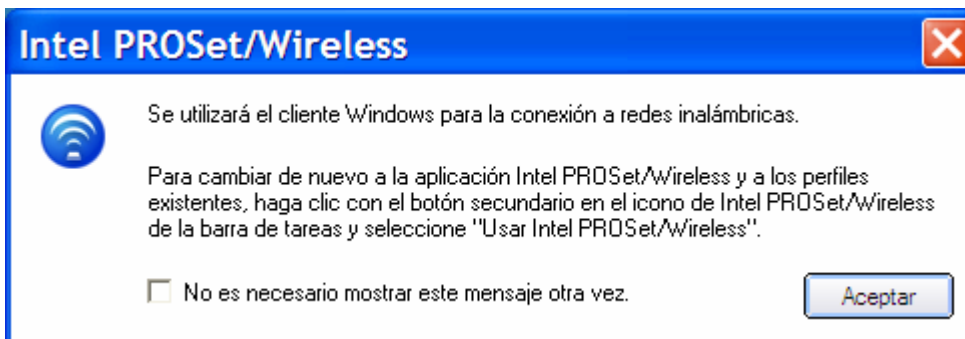 Intel PROSet/Wireless
Se utilizará el cliente Windows para la conexión a redes inalámbricas.
Para cambiar de nuevo a la aplicación Intel PROSet/Wireless y a los perfiles
existentes, haga clic con el botón secundario en el icono de Intel PROSet/Wireless
de la barra de tareas y seleccione "Usar Intel PROSet/Wireless".
No es necesario mostrar este mensaje otra vez.
Aceptar